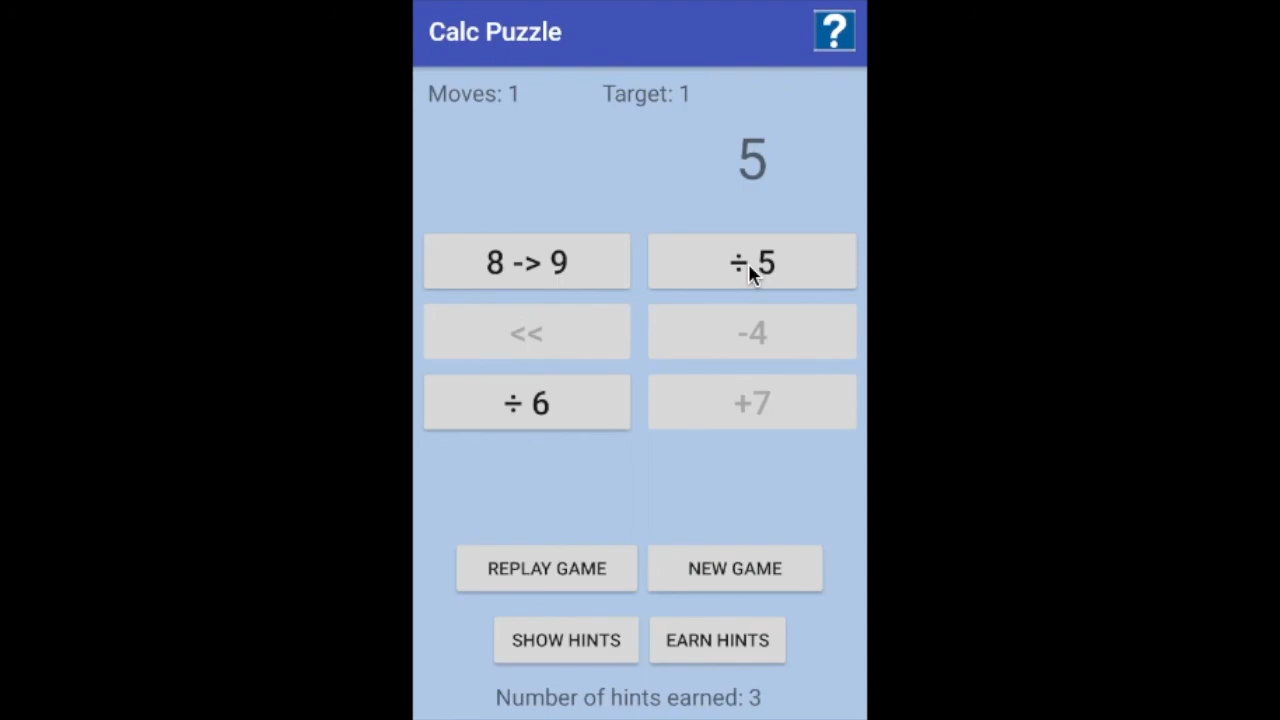 Calc Puzzle ?
Moves: 1 Target: 1
5
8 -> 9 ÷ 5
<< -4
÷ 6 +7
REPLAY GAME NEW GAME
SHOW HINTS EARN HINTS
Number of hints earned: 3